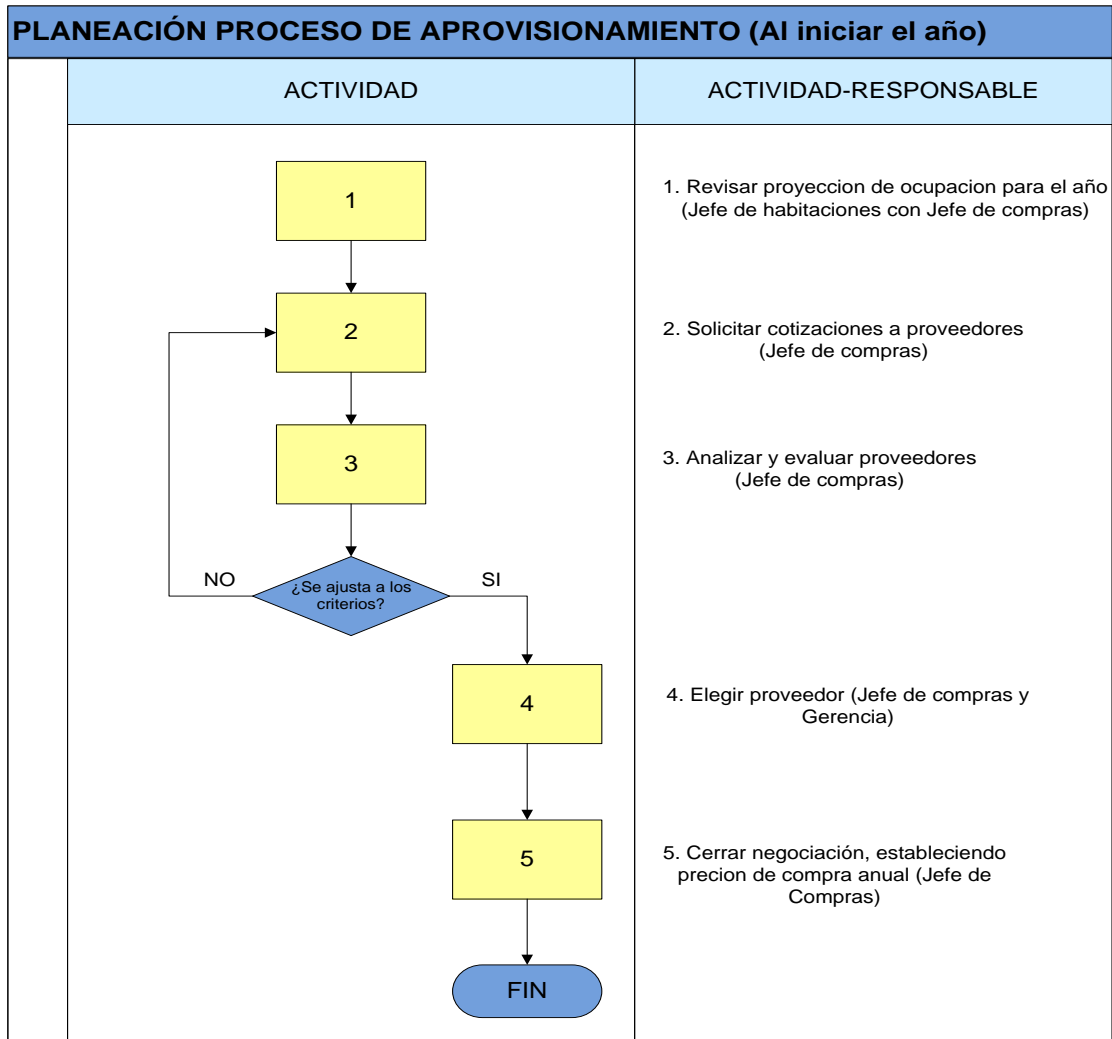 PLANEACIÓN PROCESO DE APROVISIONAMIENTO (Al iniciar el año)
ACTIVIDAD
ACTIVIDAD-RESPONSABLE
1
1. Revisar proyeccion de ocupacion para el año
(Jefe de habitaciones con Jefe de compras)
2
2. Solicitar cotizaciones a proveedores
(Jefe de compras)
3
3. Analizar y evaluar proveedores
(Jefe de compras)
NO
¿Se ajusta a los
criterios?
SI
4
4. Elegir proveedor (Jefe de compras y
Gerencia)
5
5. Cerrar negociación, estableciendo
precion de compra anual (Jefe de
Compras)
FIN